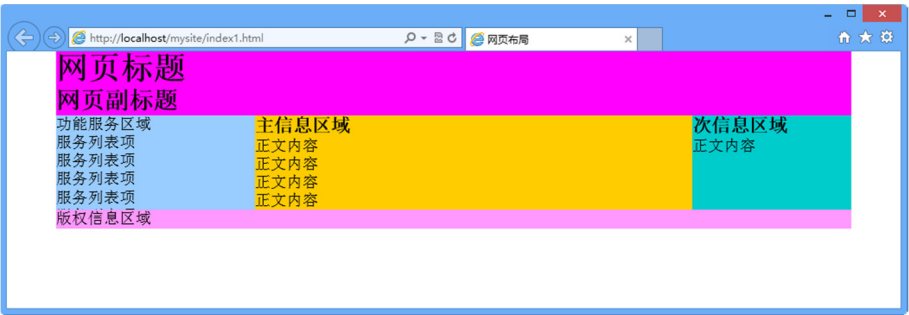 http://localhost/mysite/index1.html
网页布局
网页标题
网页副标题
功能服务区域
服务列表项
服务列表项
服务列表项
服务列表项
主信息区域
正文内容
正文内容
正文内容
正文内容
次信息区域
正文内容
版权信息区域